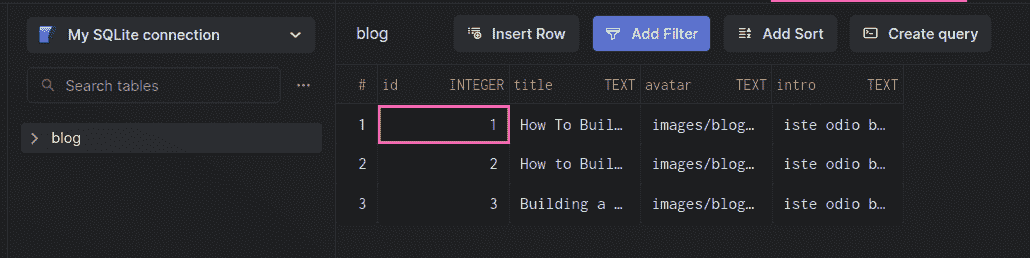 My SQLite connection
Search tables
blog
blog Insert Row Add Filter Add Sort Create query
# id INTEGER title TEXT avatar TEXT intro TEXT
1 1 How To Buil… images/blog… iste odio b…
2 2 How to Buil… images/blog… iste odio b…
3 3 Building a … images/blog… iste odio b…